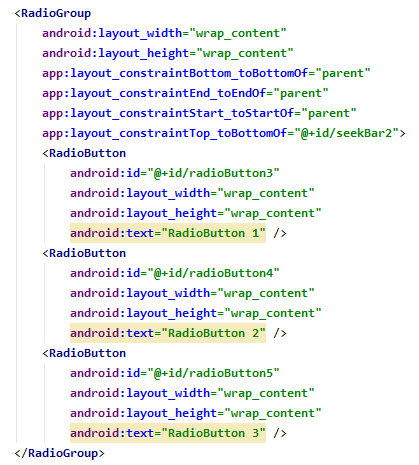 <RadioGroup
    android:layout_width="wrap_content"
    android:layout_height="wrap_content"
    app:layout_constraintBottom_toBottomOf="parent"
    app:layout_constraintEnd_toEndOf="parent"
    app:layout_constraintStart_toStartOf="parent"
    app:layout_constraintTop_toBottomOf="@+id/seekBar2">
    <RadioButton
        android:id="@+id/radioButton3"
        android:layout_width="wrap_content"
        android:layout_height="wrap_content"
        android:text="RadioButton 1" />
    <RadioButton
        android:id="@+id/radioButton4"
        android:layout_width="wrap_content"
        android:layout_height="wrap_content"
        android:text="RadioButton 2" />
    <RadioButton
        android:id="@+id/radioButton5"
        android:layout_width="wrap_content"
        android:layout_height="wrap_content"
        android:text="RadioButton 3" />
</RadioGroup>